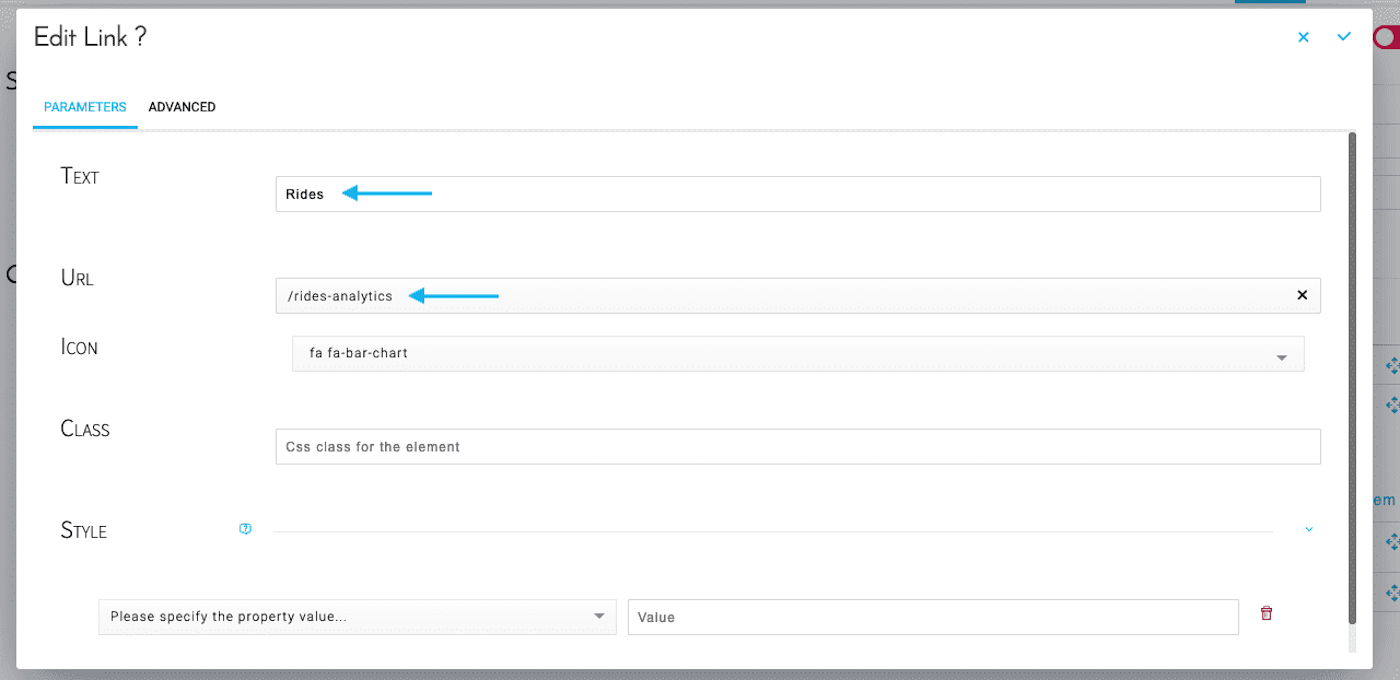 Edit Link ?
PARAMETERS ADVANCED
TEXT
Rides
URL
/rides-analytics
ICON
fa fa-bar-chart
CLASS
Css class for the element
STYLE
Please specify the property value... Value
em